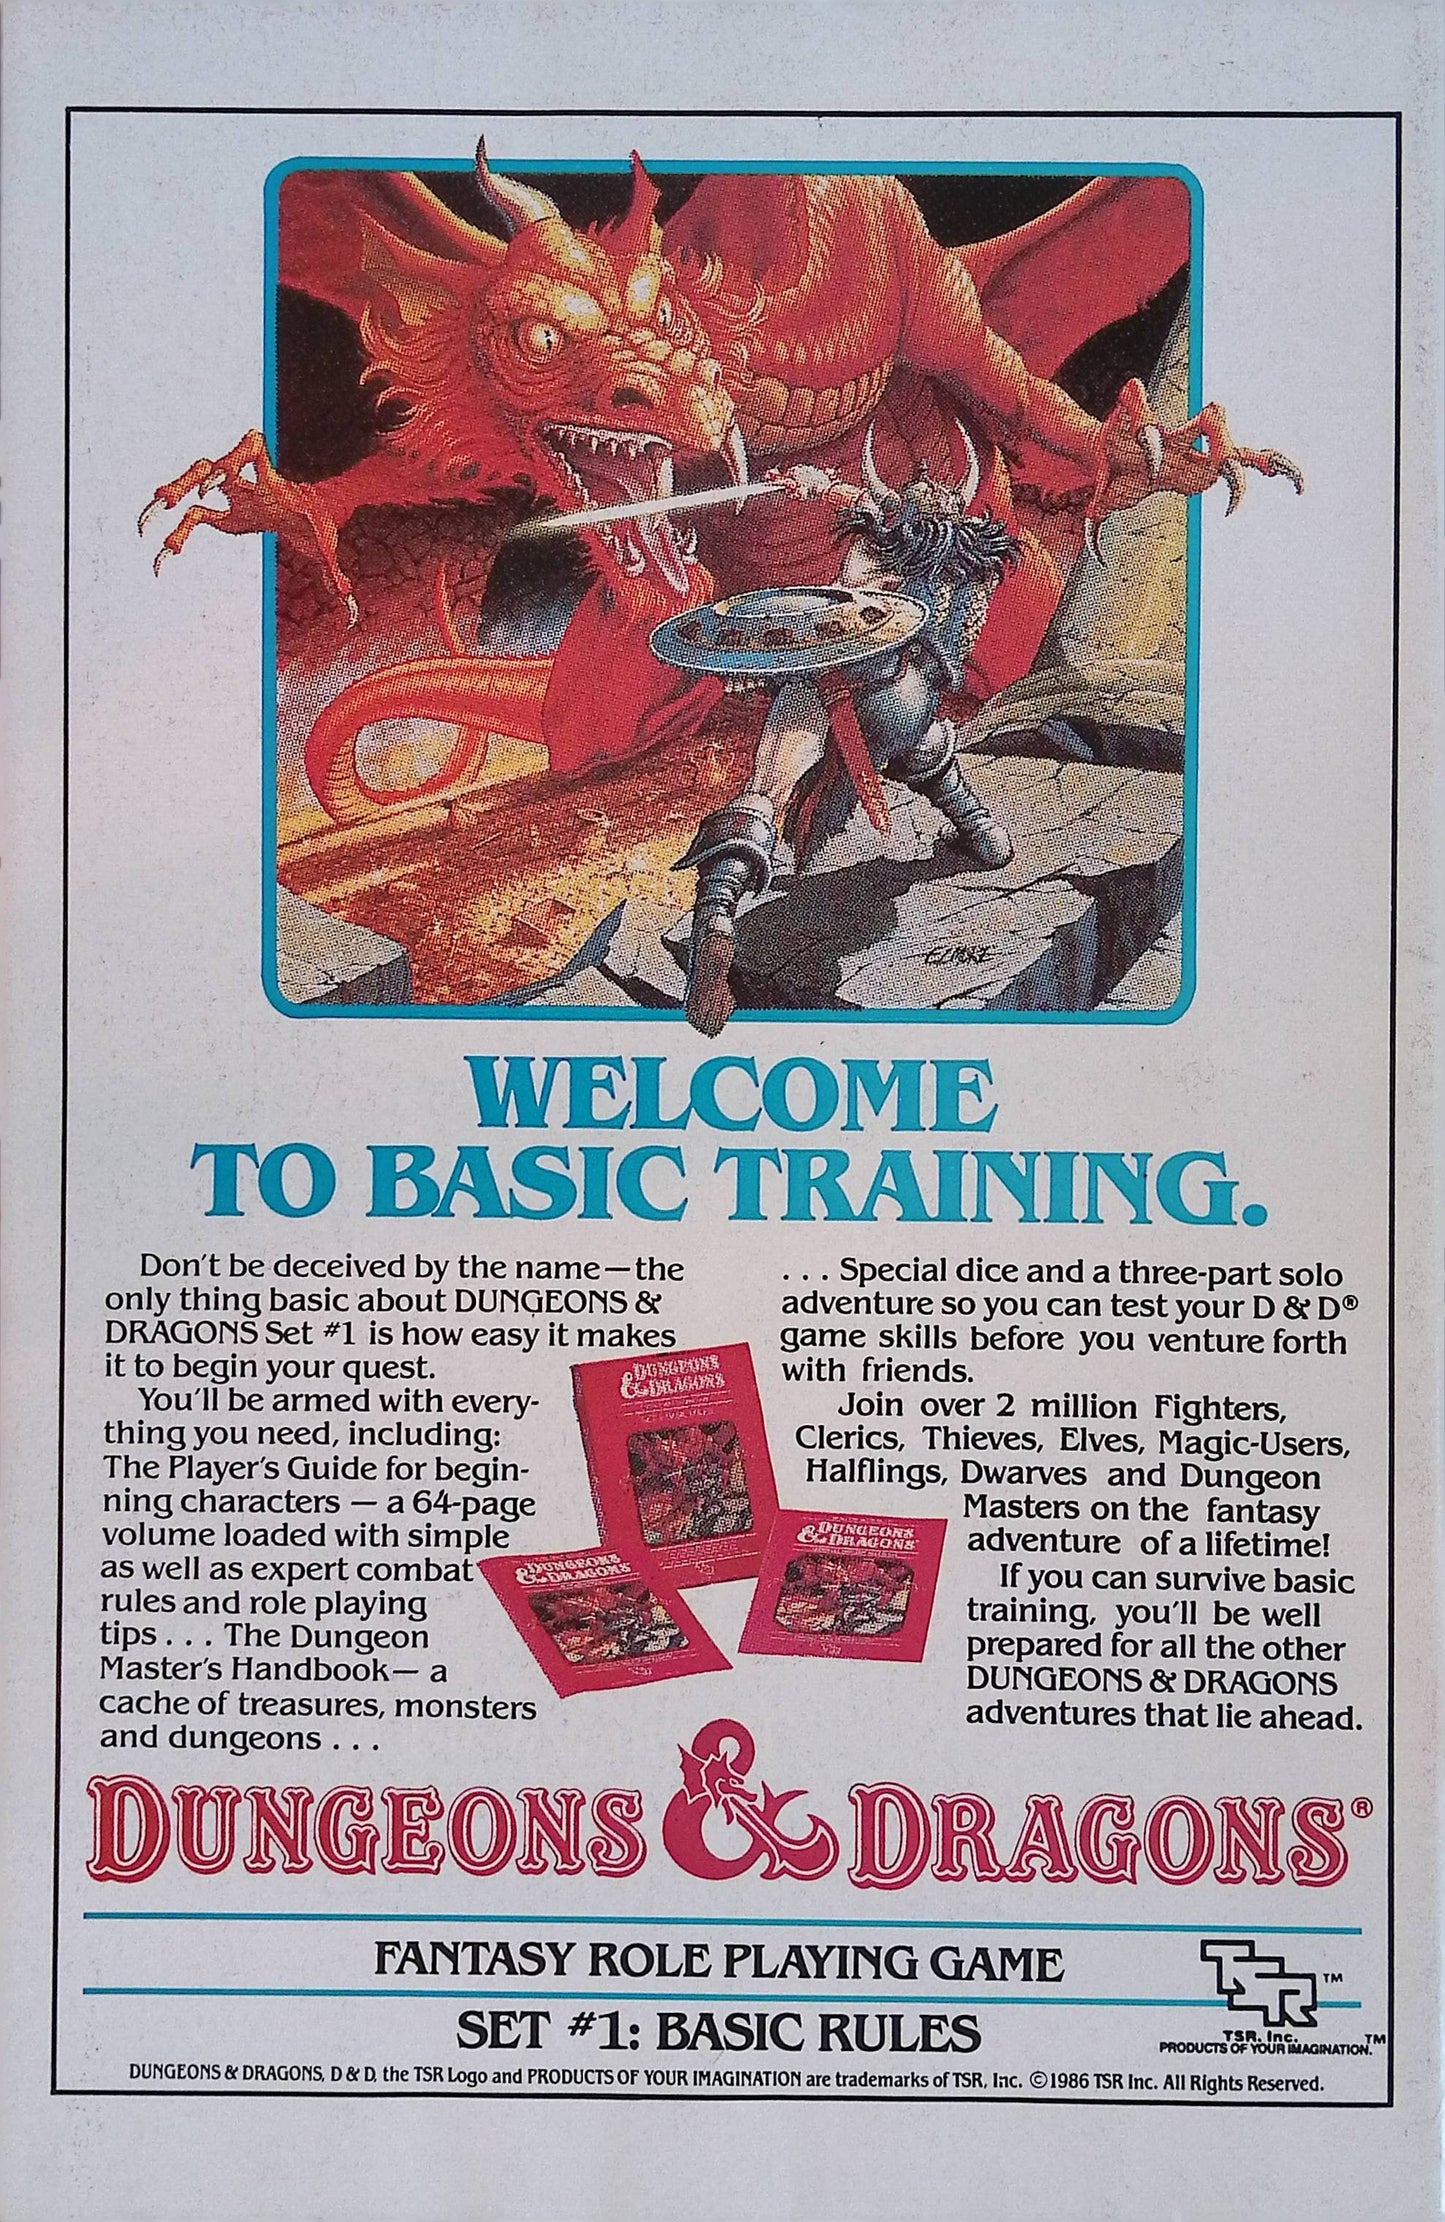 ELMORE
WELCOME
TO BASIC TRAINING.
Don't be deceived by the name—the
only thing basic about DUNGEONS &
DRAGONS Set #1 is how easy it makes
it to begin your quest.
You'll be armed with every-
thing you need, including:
The Player's Guide for begin-
ning characters — a 64-page
volume loaded with simple
as well as expert combat
rules and role playing
tips . . . The Dungeon
Master's Handbook— a
cache of treasures, monsters
and dungeons . . .
DUNGEONS
& DRAGONS
DUNGEONS
& DRAGONS
DUNGEONS
& DRAGONS
. . . Special dice and a three-part solo
adventure so you can test your D & D®
game skills before you venture forth
with friends.
Join over 2 million Fighters,
Clerics, Thieves, Elves, Magic-Users,
Halflings, Dwarves and Dungeon
Masters on the fantasy
adventure of a lifetime!
If you can survive basic
training, you'll be well
prepared for all the other
DUNGEONS & DRAGONS
adventures that lie ahead.
DUNGEONS & DRAGONS®
FANTASY ROLE PLAYING GAME
SET #1: BASIC RULES
TSR™
TSR, Inc.
PRODUCTS OF YOUR IMAGINATION.™
DUNGEONS & DRAGONS, D & D, the TSR Logo and PRODUCTS OF YOUR IMAGINATION are trademarks of TSR, Inc. ©1986 TSR Inc. All Rights Reserved.